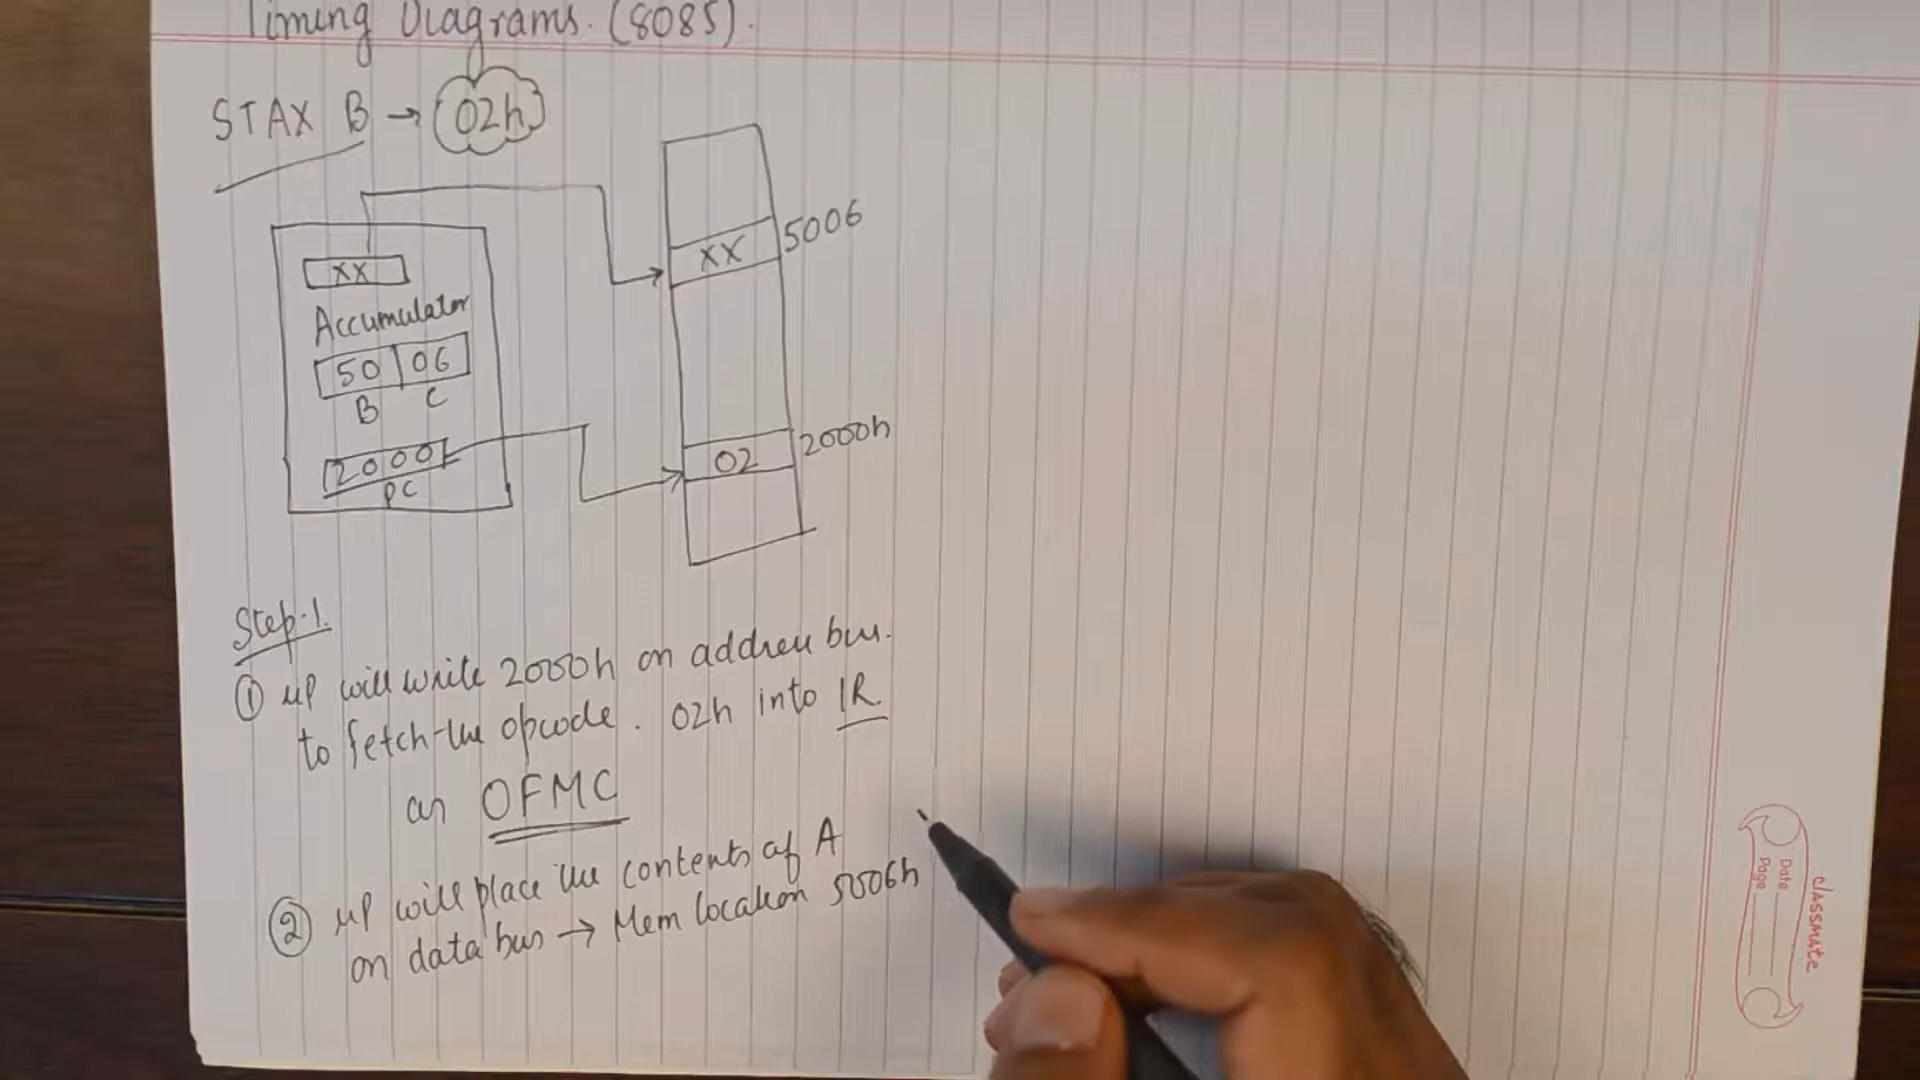 Timing Diagrams. (8085).
STAX B → 02h
XX
Accumulator
50 06
B C
2000
PC
XX 5006
02 2000h
Step-1.
① μP will write 2000h on address bus.
to fetch the opcode. 02h into IR
as OFMC
② μP will place the contents of A
on data bus → Mem location 5006h
classmate
Date
Page